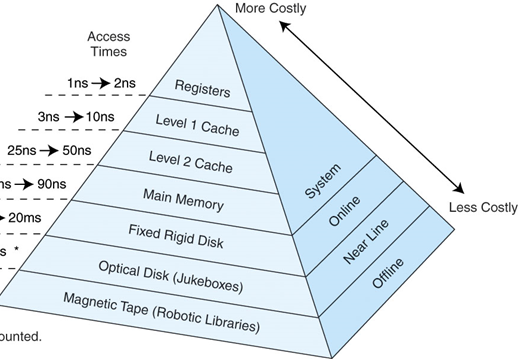 More Costly
Access
Times
1ns → 2ns
Registers
3ns → 10ns
Level 1 Cache
25ns → 50ns
Level 2 Cache
System
ns → 90ns
Main Memory
Online
Less Costly
→ 20ms
Fixed Rigid Disk
Near Line
s *
Optical Disk (Jukeboxes)
Offline
Magnetic Tape (Robotic Libraries)
ounted.